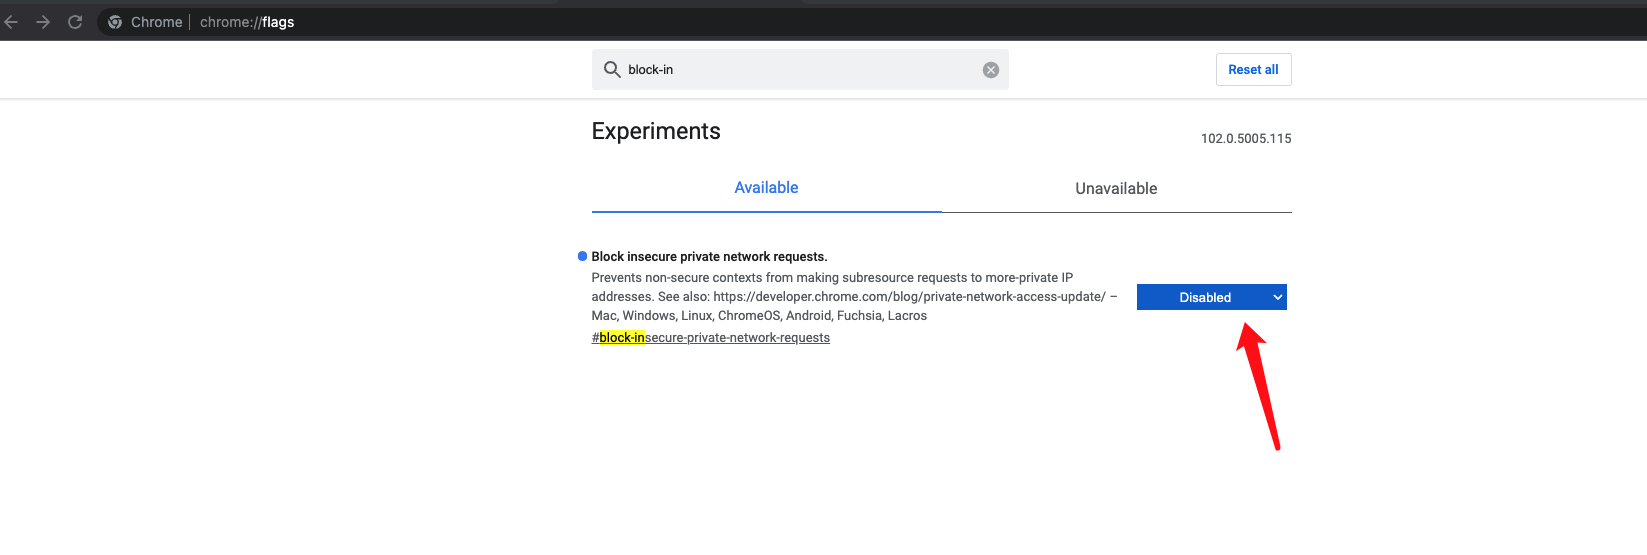 Chrome | chrome://flags
block-in
Reset all
Experiments
102.0.5005.115
Available
Unavailable
Block insecure private network requests.
Prevents non-secure contexts from making subresource requests to more-private IP
addresses. See also: https://developer.chrome.com/blog/private-network-access-update/ –
Mac, Windows, Linux, ChromeOS, Android, Fuchsia, Lacros
Disabled
#block-insecure-private-network-requests